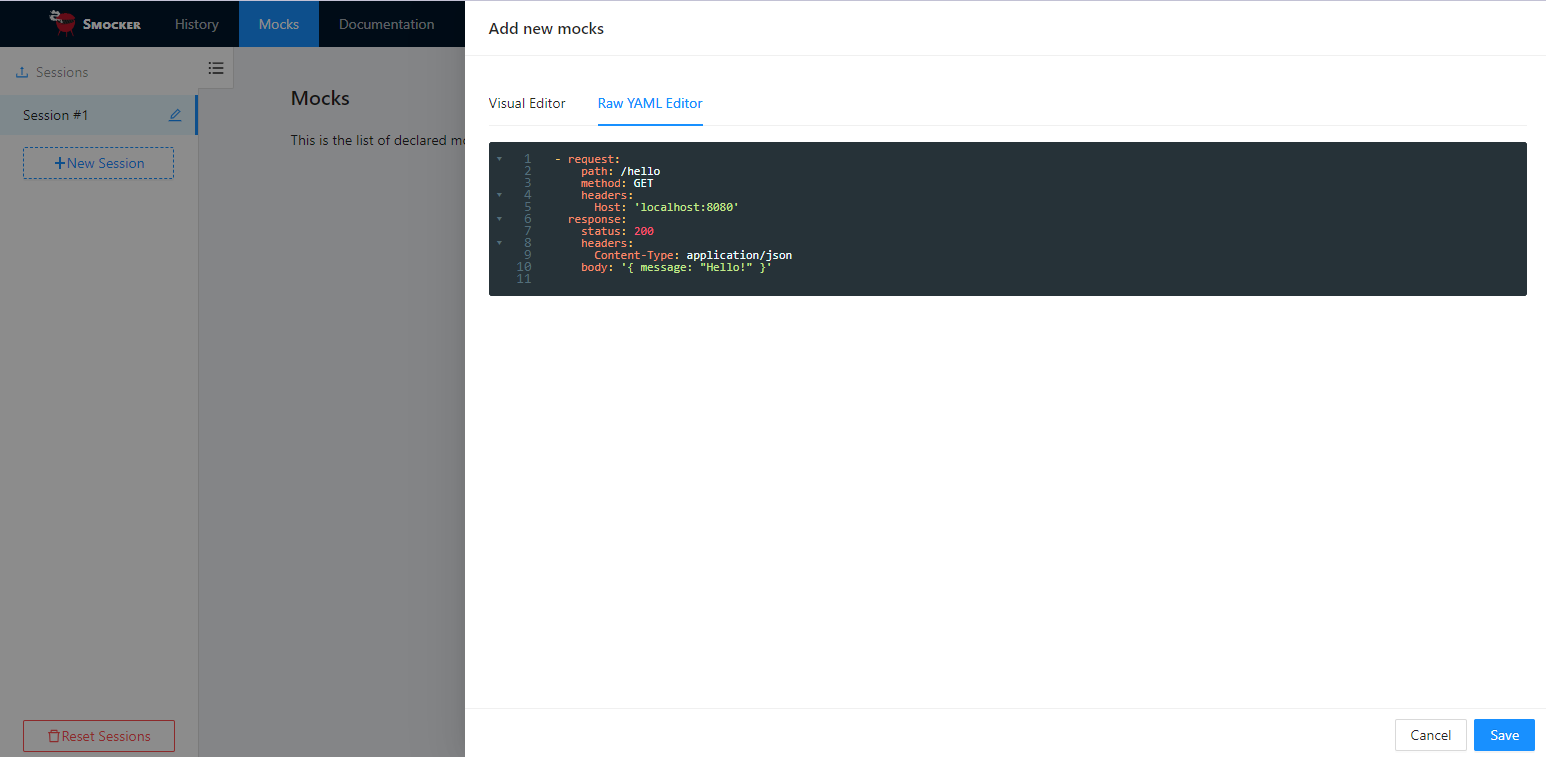 SMOCKER History Mocks Documentation
Sessions
Session #1
+New Session
Reset Sessions
Mocks
This is the list of declared
Add new mocks
Visual Editor Raw YAML Editor
1 - request:
2 path: /hello
3 method: GET
4 headers:
5 Host: 'localhost:8080'
6 response:
7 status: 200
8 headers:
9 Content-Type: application/json
10 body: '{ message: "Hello!" }'
11
Cancel Save